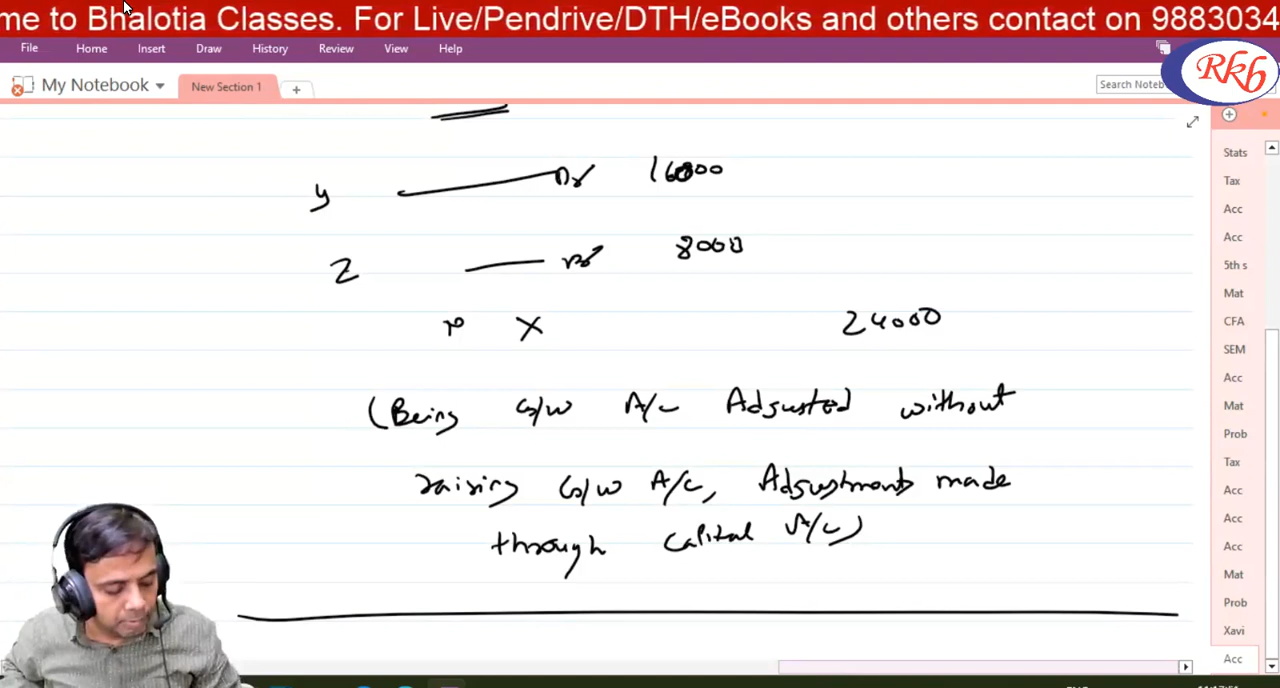 me to Bhalotia Classes. For Live/Pendrive/DTH/eBooks and others contact on 9883034
File Home Insert Draw History Review View Help
Rkb
My Notebook New Section 1 +
Search Noteb
y Dr 16000
Z Dr 8000
To X 24000
(Being G/W A/C Adjusted without
raising G/W A/C, Adjustment made
through capital A/C)
Stats
Tax
Acc
Acc
5th s
Mat
CFA
SEM
Acc
Mat
Prob
Tax
Acc
Acc
Acc
Mat
Prob
Xavi
Acc